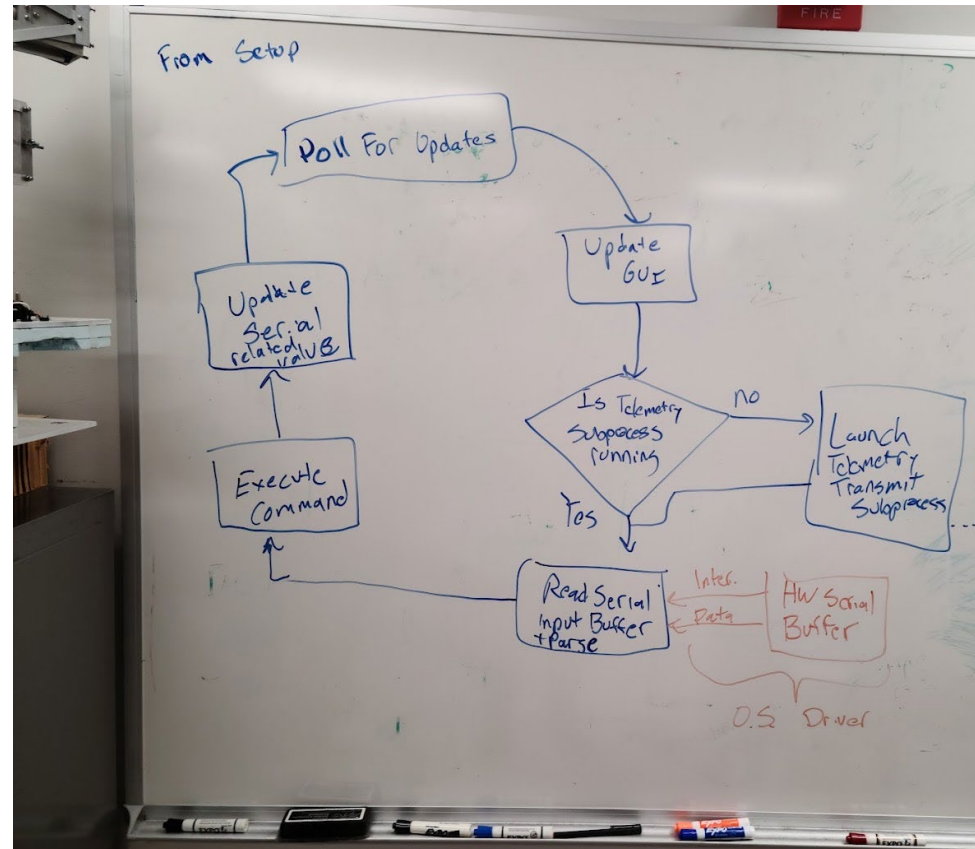 FIRE
From Setup
Poll For Updates
Update
GUI
Is Telemetry
Subprocess
running
no
Yes
Launch
Telemetry
Transmit
Subprocess
Read Serial
input Buffer
+ Parse
Inter.
Data
HW Serial
Buffer
O.S. Driver
Execute
Command
Update
Serial
related
value
EXPO